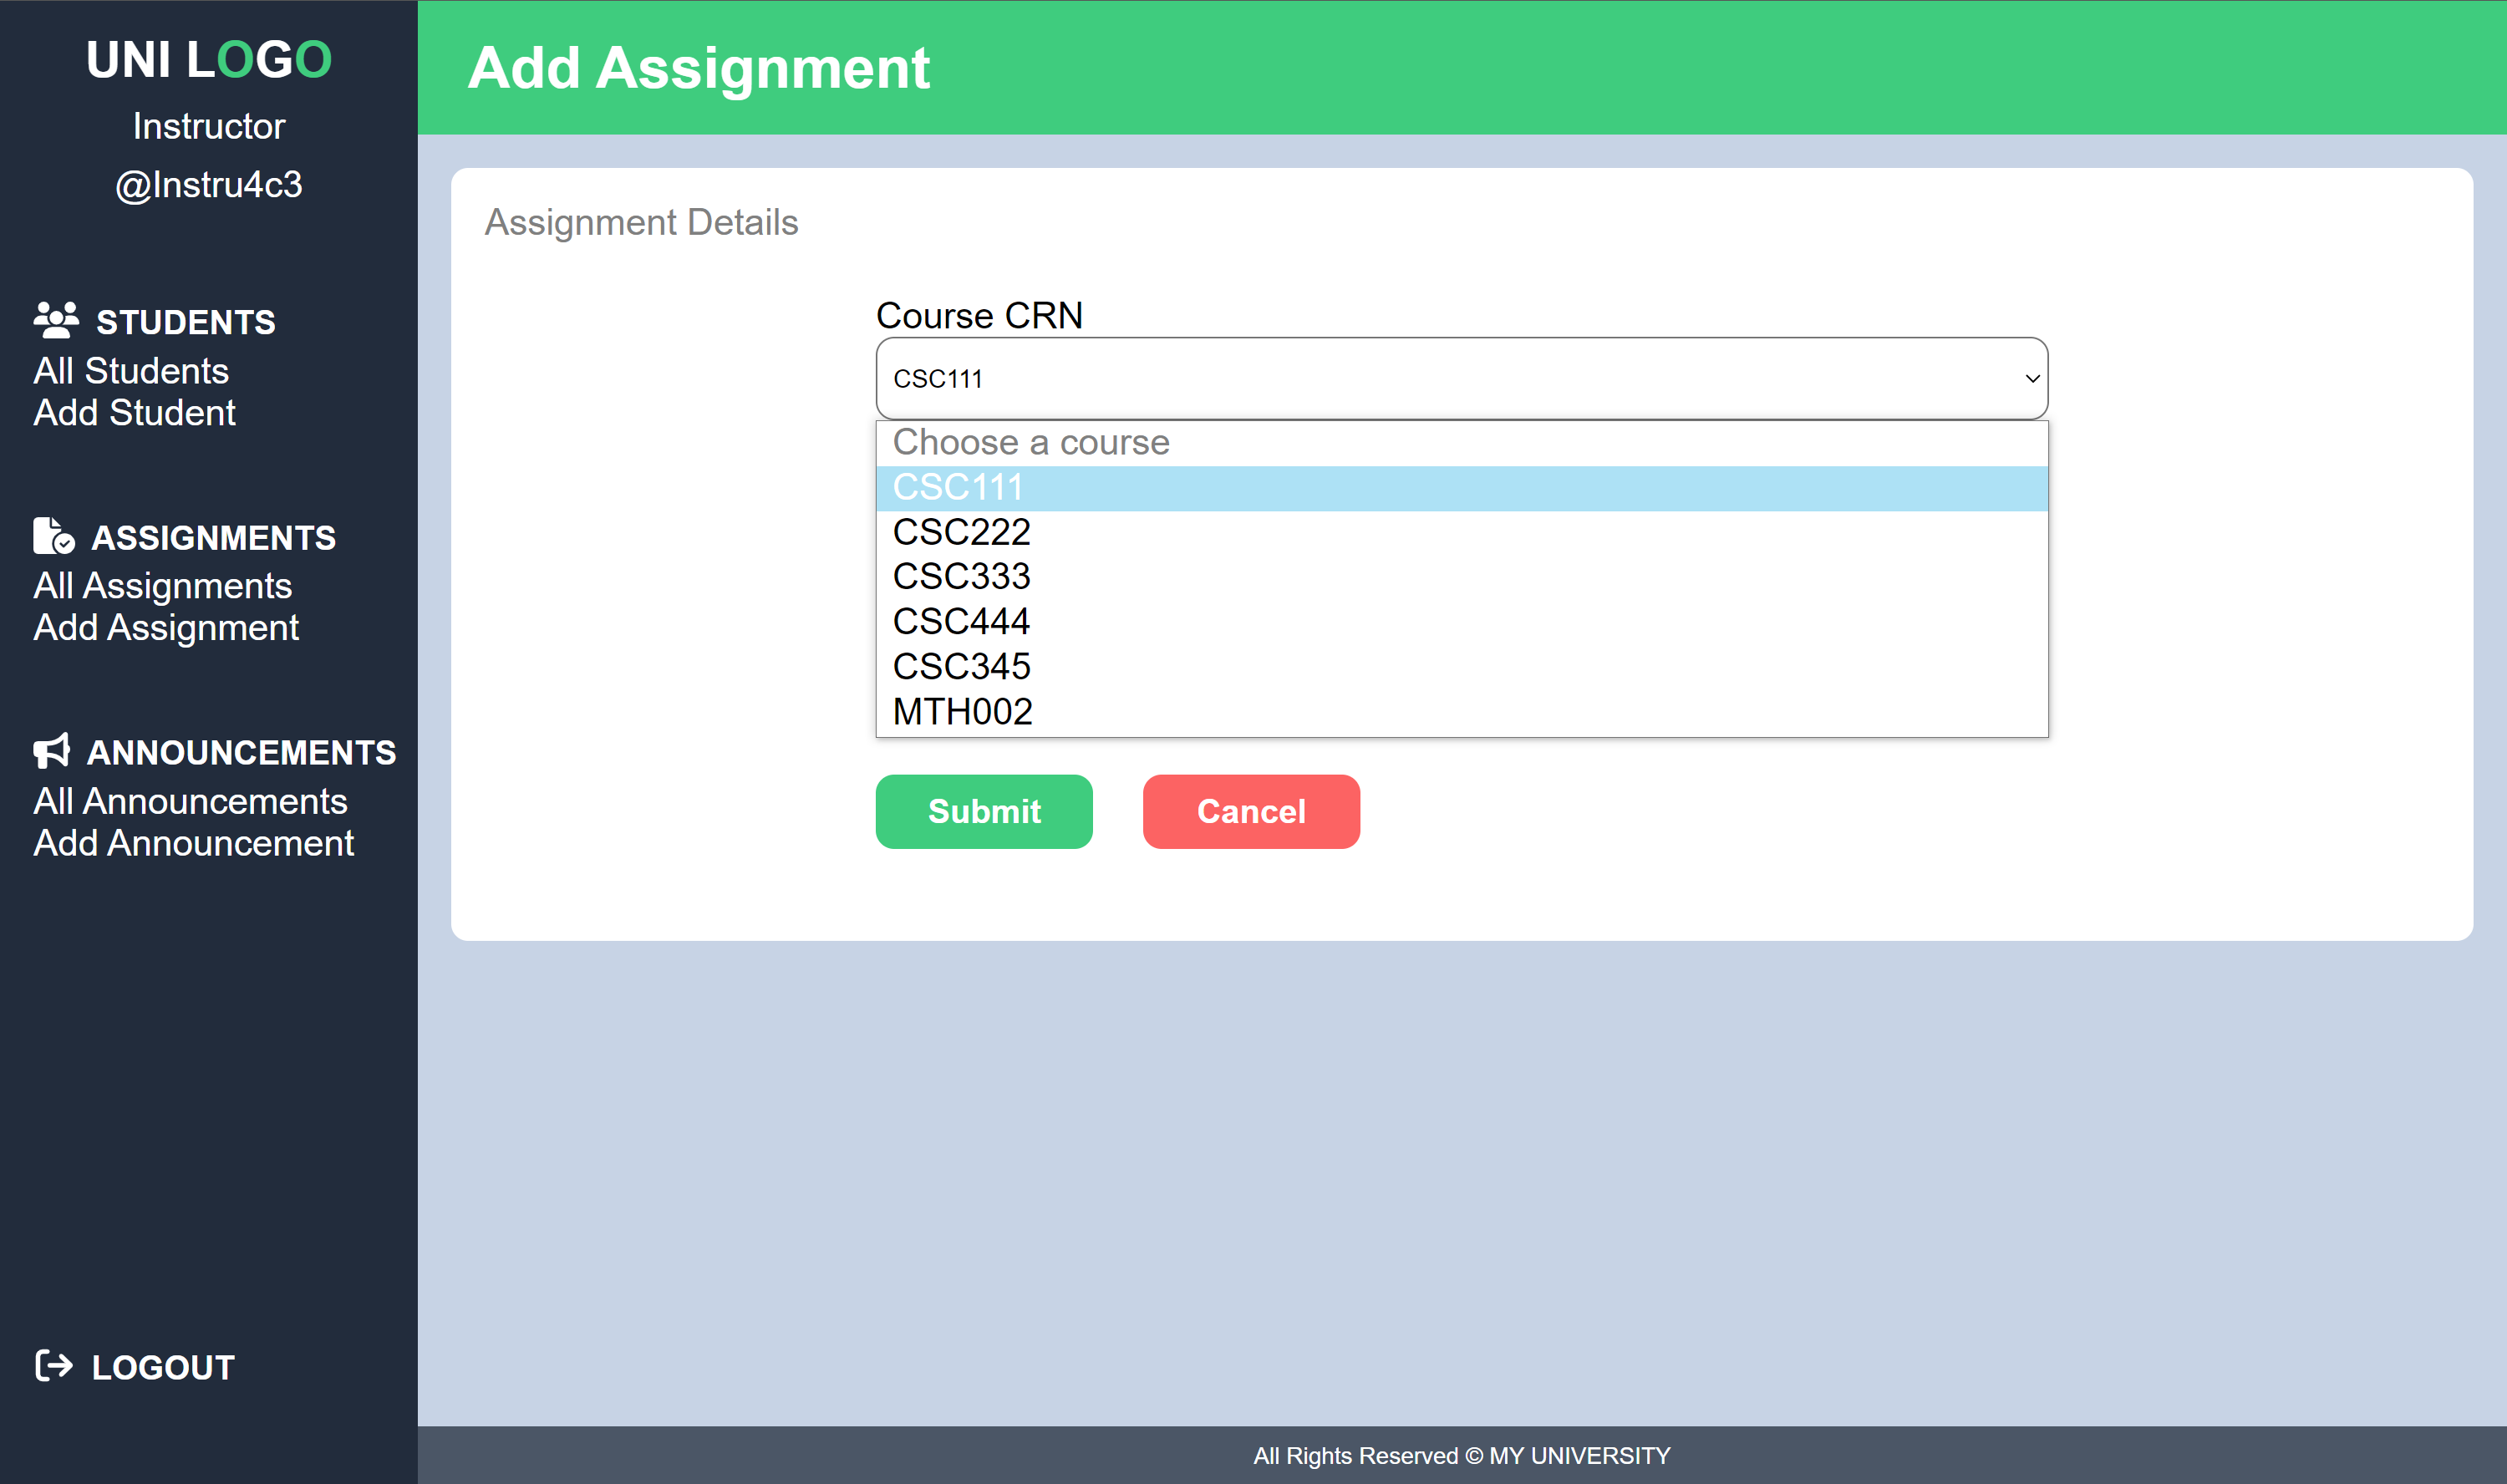 UNI LOGO
Instructor
@Instru4c3
STUDENTS
All Students
Add Student
ASSIGNMENTS
All Assignments
Add Assignment
ANNOUNCEMENTS
All Announcements
Add Announcement
LOGOUT
Add Assignment
Assignment Details
Course CRN
CSC111
Choose a course
CSC111
CSC222
CSC333
CSC444
CSC345
MTH002
Submit
Cancel
All Rights Reserved © MY UNIVERSITY